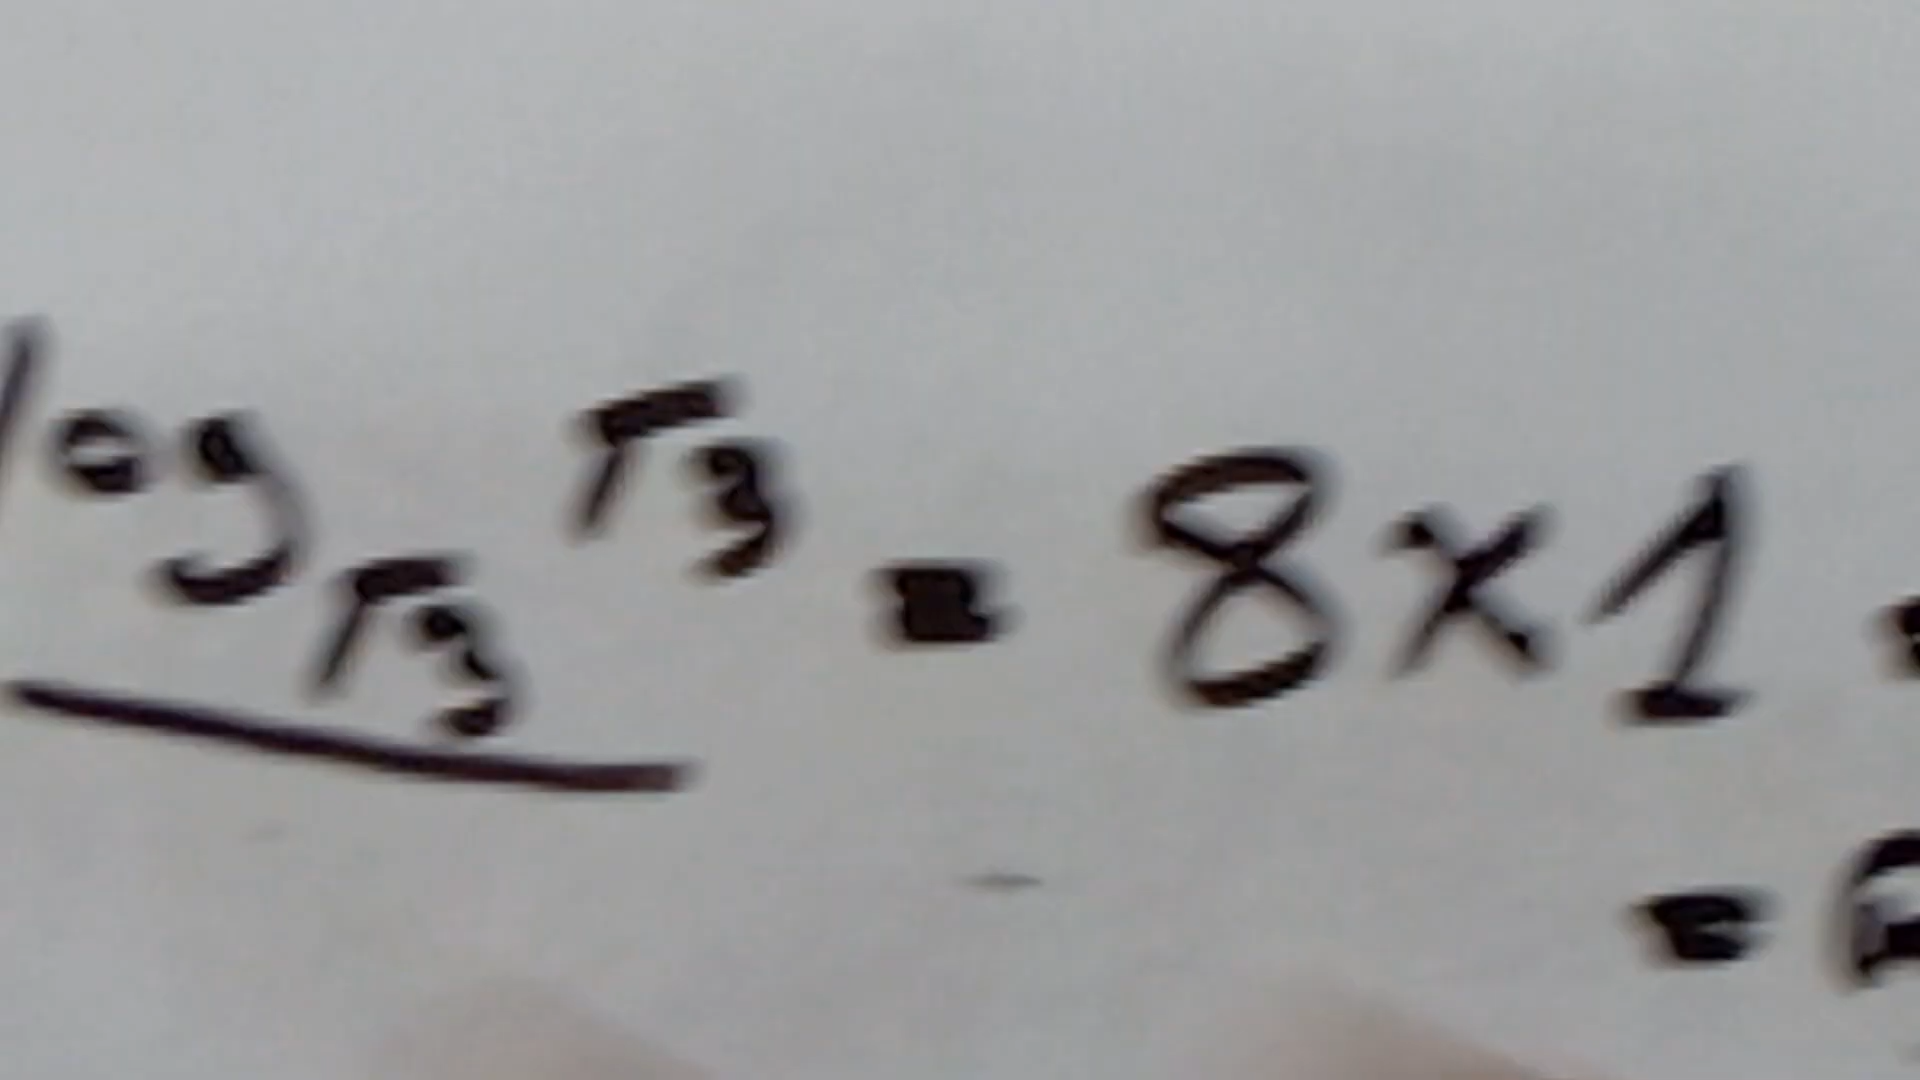 log√3 √3 = 8×1 =
=